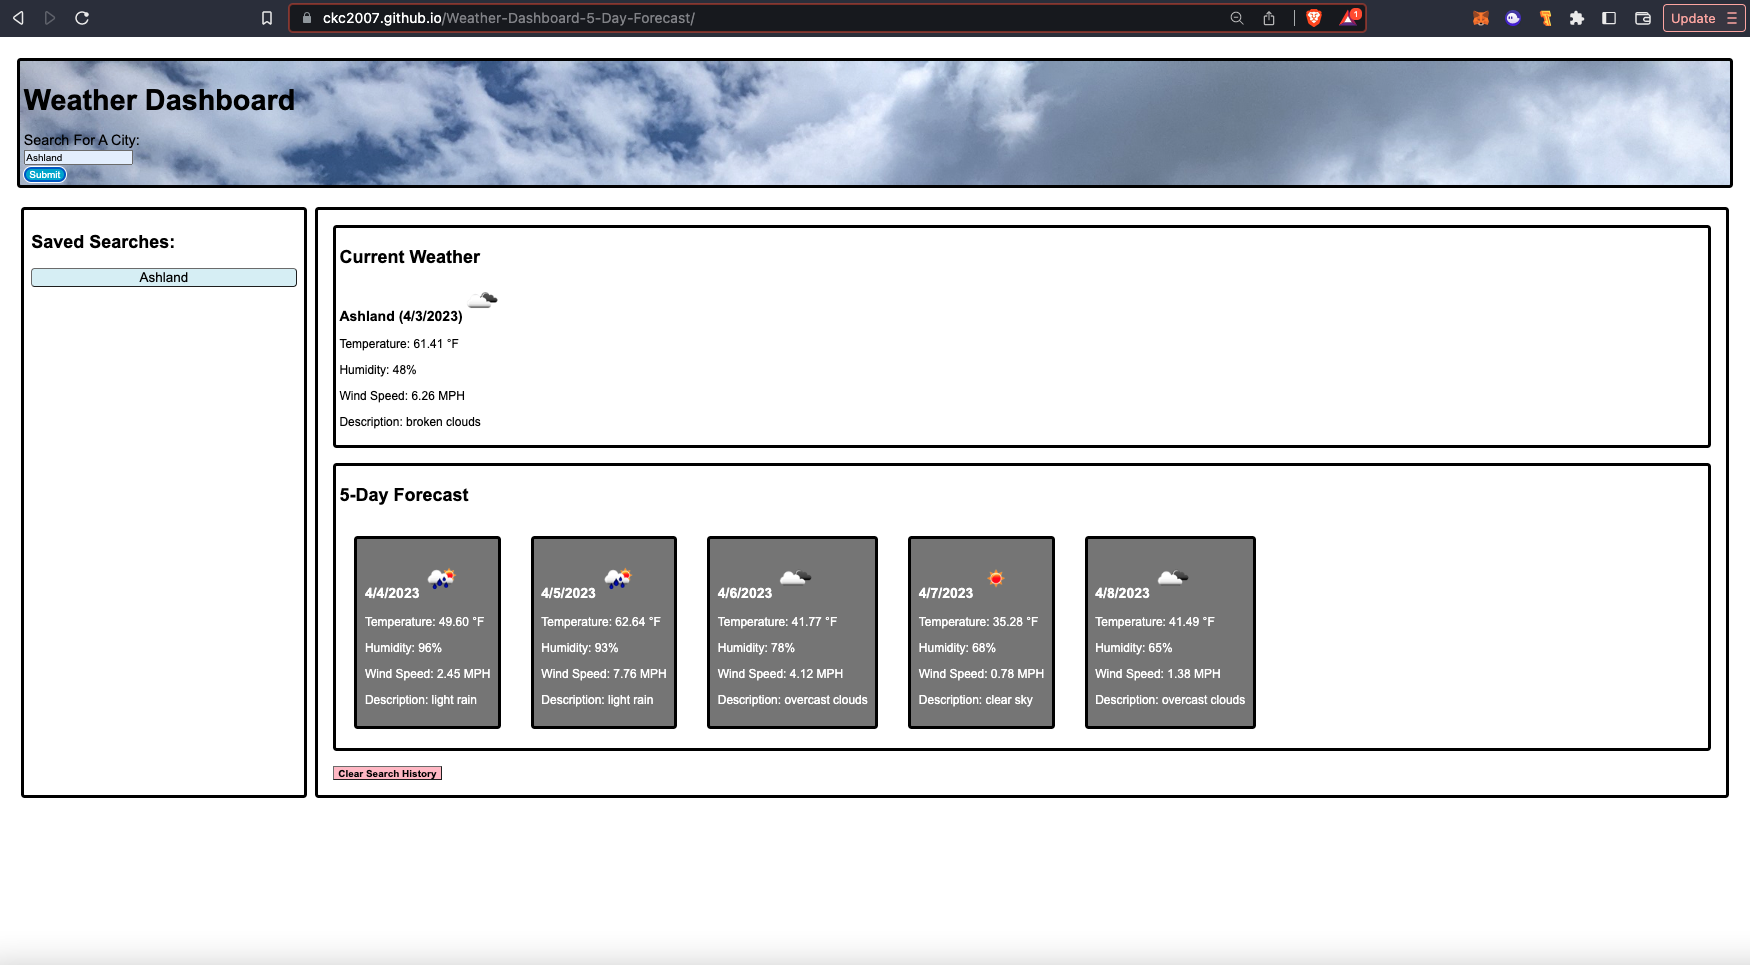 ckc2007.github.io/Weather-Dashboard-5-Day-Forecast/
1
Update
Weather Dashboard
Search For A City:
Ashland
Submit
Saved Searches:
Ashland
Current Weather
Ashland (4/3/2023)
Temperature: 61.41 °F
Humidity: 48%
Wind Speed: 6.26 MPH
Description: broken clouds
5-Day Forecast
4/4/2023
Temperature: 49.60 °F
Humidity: 96%
Wind Speed: 2.45 MPH
Description: light rain
4/5/2023
Temperature: 62.64 °F
Humidity: 93%
Wind Speed: 7.76 MPH
Description: light rain
4/6/2023
Temperature: 41.77 °F
Humidity: 78%
Wind Speed: 4.12 MPH
Description: overcast clouds
4/7/2023
Temperature: 35.28 °F
Humidity: 68%
Wind Speed: 0.78 MPH
Description: clear sky
4/8/2023
Temperature: 41.49 °F
Humidity: 65%
Wind Speed: 1.38 MPH
Description: overcast clouds
Clear Search History